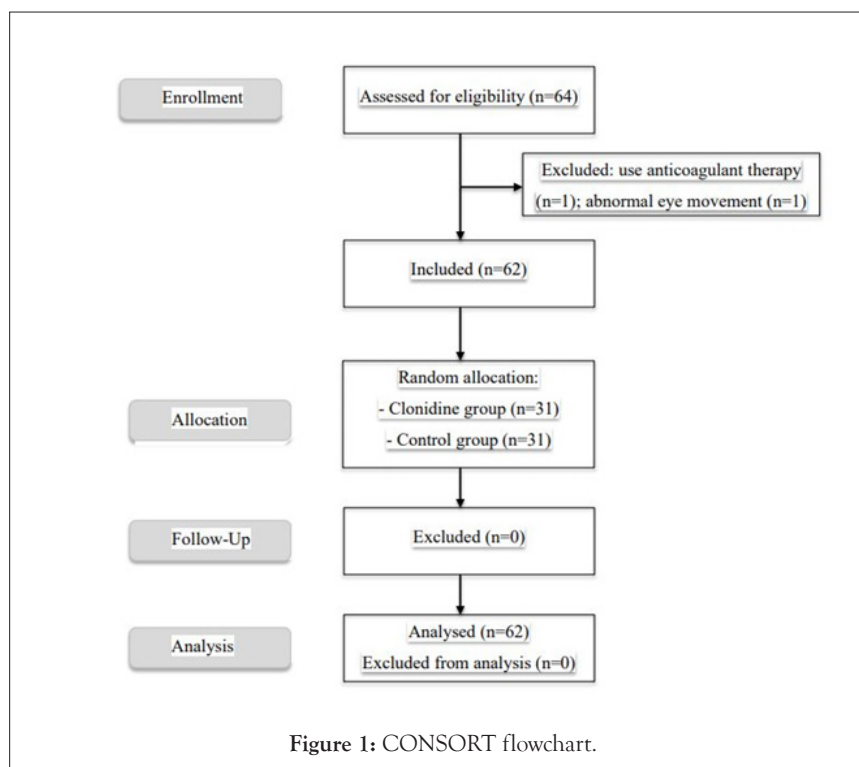 Enrollment
Assessed for eligibility (n=64)
Excluded: use anticoagulant therapy
(n=1); abnormal eye movement (n=1)
Included (n=62)
Allocation
Random allocation:
- Clonidine group (n=31)
- Control group (n=31)
Follow-Up
Excluded (n=0)
Analysis
Analysed (n=62)
Excluded from analysis (n=0)
Figure 1: CONSORT flowchart.